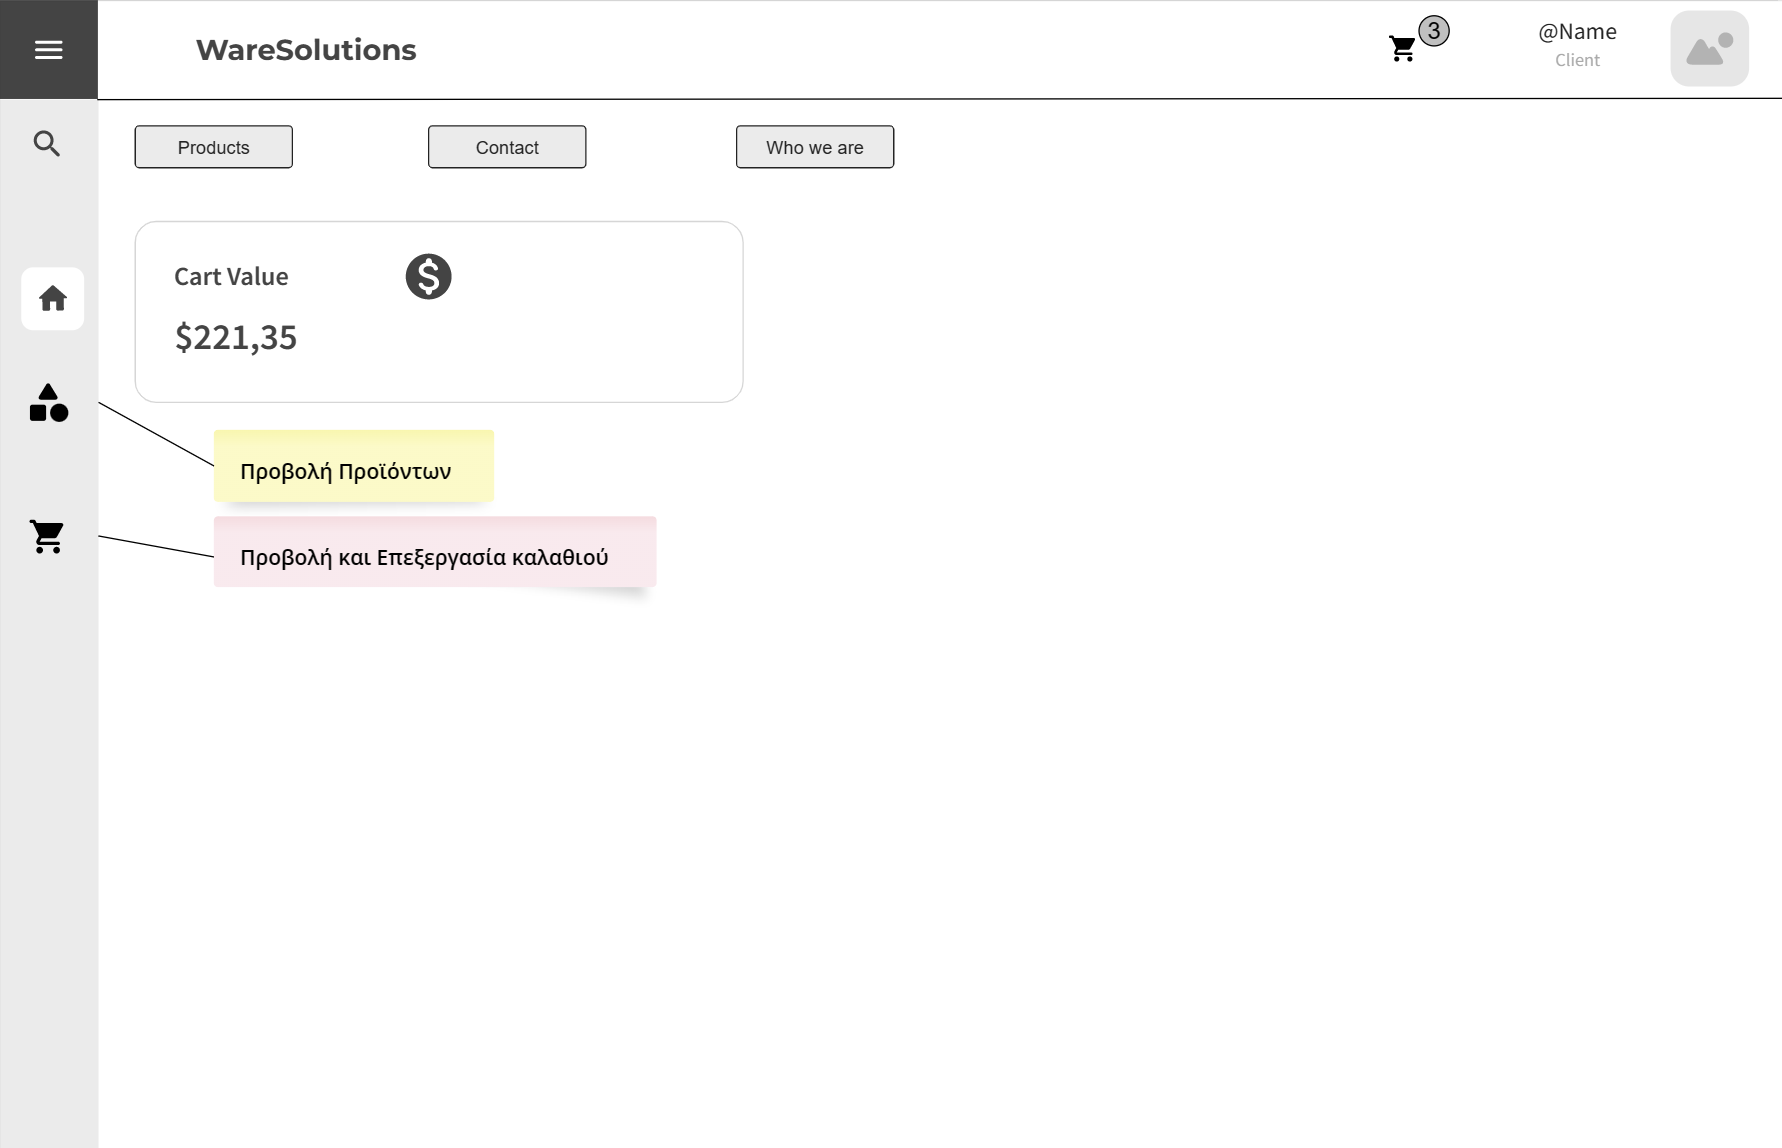 WareSolutions
3
@Name
Client
Products
Contact
Who we are
Cart Value
$221,35
Προβολή Προϊόντων
Προβολή και Επεξεργασία καλαθιού